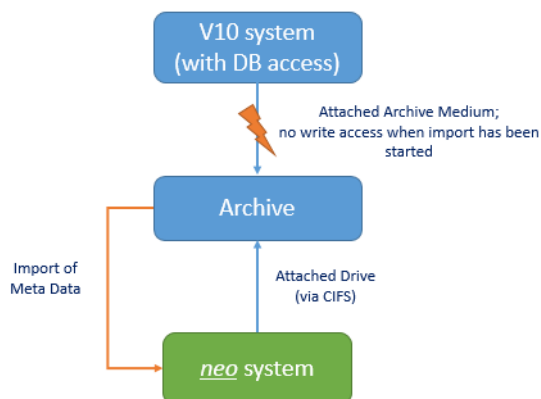 V10 system
(with DB access)
Attached Archive Medium;
no write access when import has been
started
Archive
Import of
Meta Data
Attached Drive
(via CIFS)
neo system